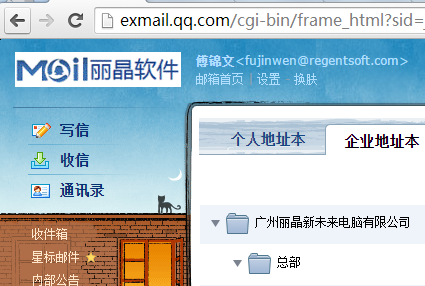 exmail.qq.com/cgi-bin/frame_html?sid=
Mail丽晶软件
傅锦文<fujinwen@regentsoft.com>
邮箱首页 | 设置 - 换肤
写信
收信
通讯录
收件箱
星标邮件
内部公告
个人地址本
企业地址本
广州丽晶新未来电脑有限公司
总部